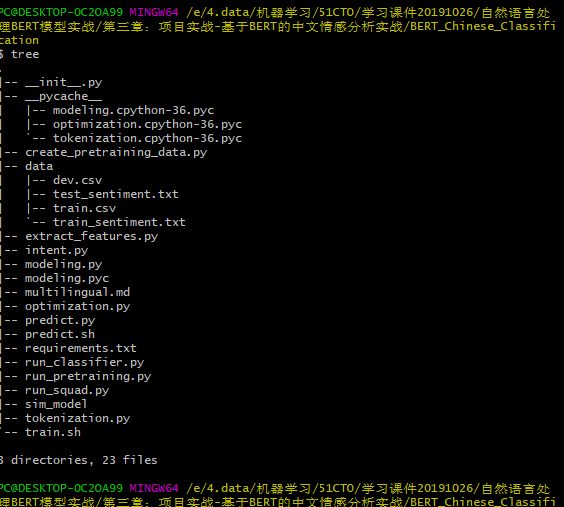 PC@DESKTOP-OC2OA99 MINGW64 /e/4.data/机器学习/51CTO/学习课件20191026/自然语言处
理BERT模型实战/第三章：项目实战-基于BERT的中文情感分析实战/BERT_Chinese_Classifi
cation
$ tree
.
|-- __init__.py
|-- __pycache__
|   |-- modeling.cpython-36.pyc
|   |-- optimization.cpython-36.pyc
|   `-- tokenization.cpython-36.pyc
|-- create_pretraining_data.py
|-- data
|   |-- dev.csv
|   |-- test_sentiment.txt
|   |-- train.csv
|   `-- train_sentiment.txt
|-- extract_features.py
|-- intent.py
|-- modeling.py
|-- modeling.pyc
|-- multilingual.md
|-- optimization.py
|-- predict.py
|-- predict.sh
|-- requirements.txt
|-- run_classifier.py
|-- run_pretraining.py
|-- run_squad.py
|-- sim_model
|-- tokenization.py
`-- train.sh
3 directories, 23 files
PC@DESKTOP-OC2OA99 MINGW64 /e/4.data/机器学习/51CTO/学习课件20191026/自然语言处
理BERT模型实战/第三章：项目实战-基于BERT的中文情感分析实战/BERT_Chinese_Classifi